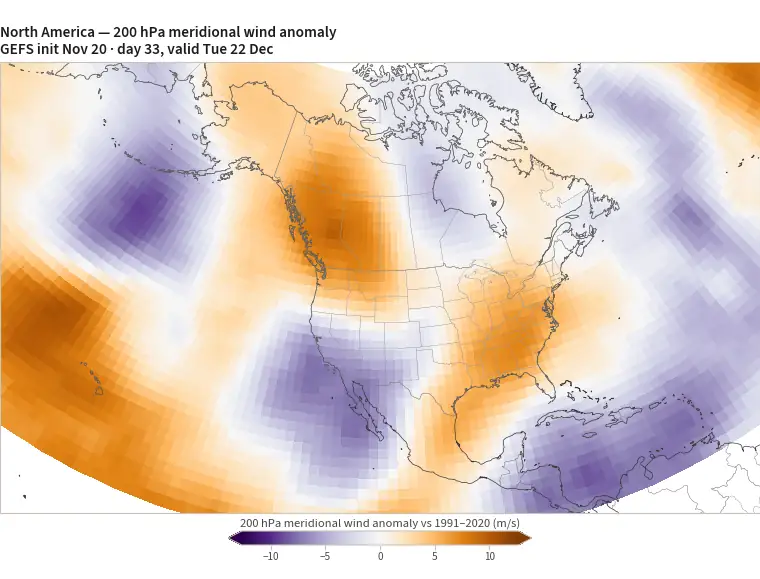 North America — 200 hPa meridional wind anomaly
GEFS init Nov 20 · day 33, valid Tue 22 Dec
200 hPa meridional wind anomaly vs 1991–2020 (m/s)
−10 −5 0 5 10